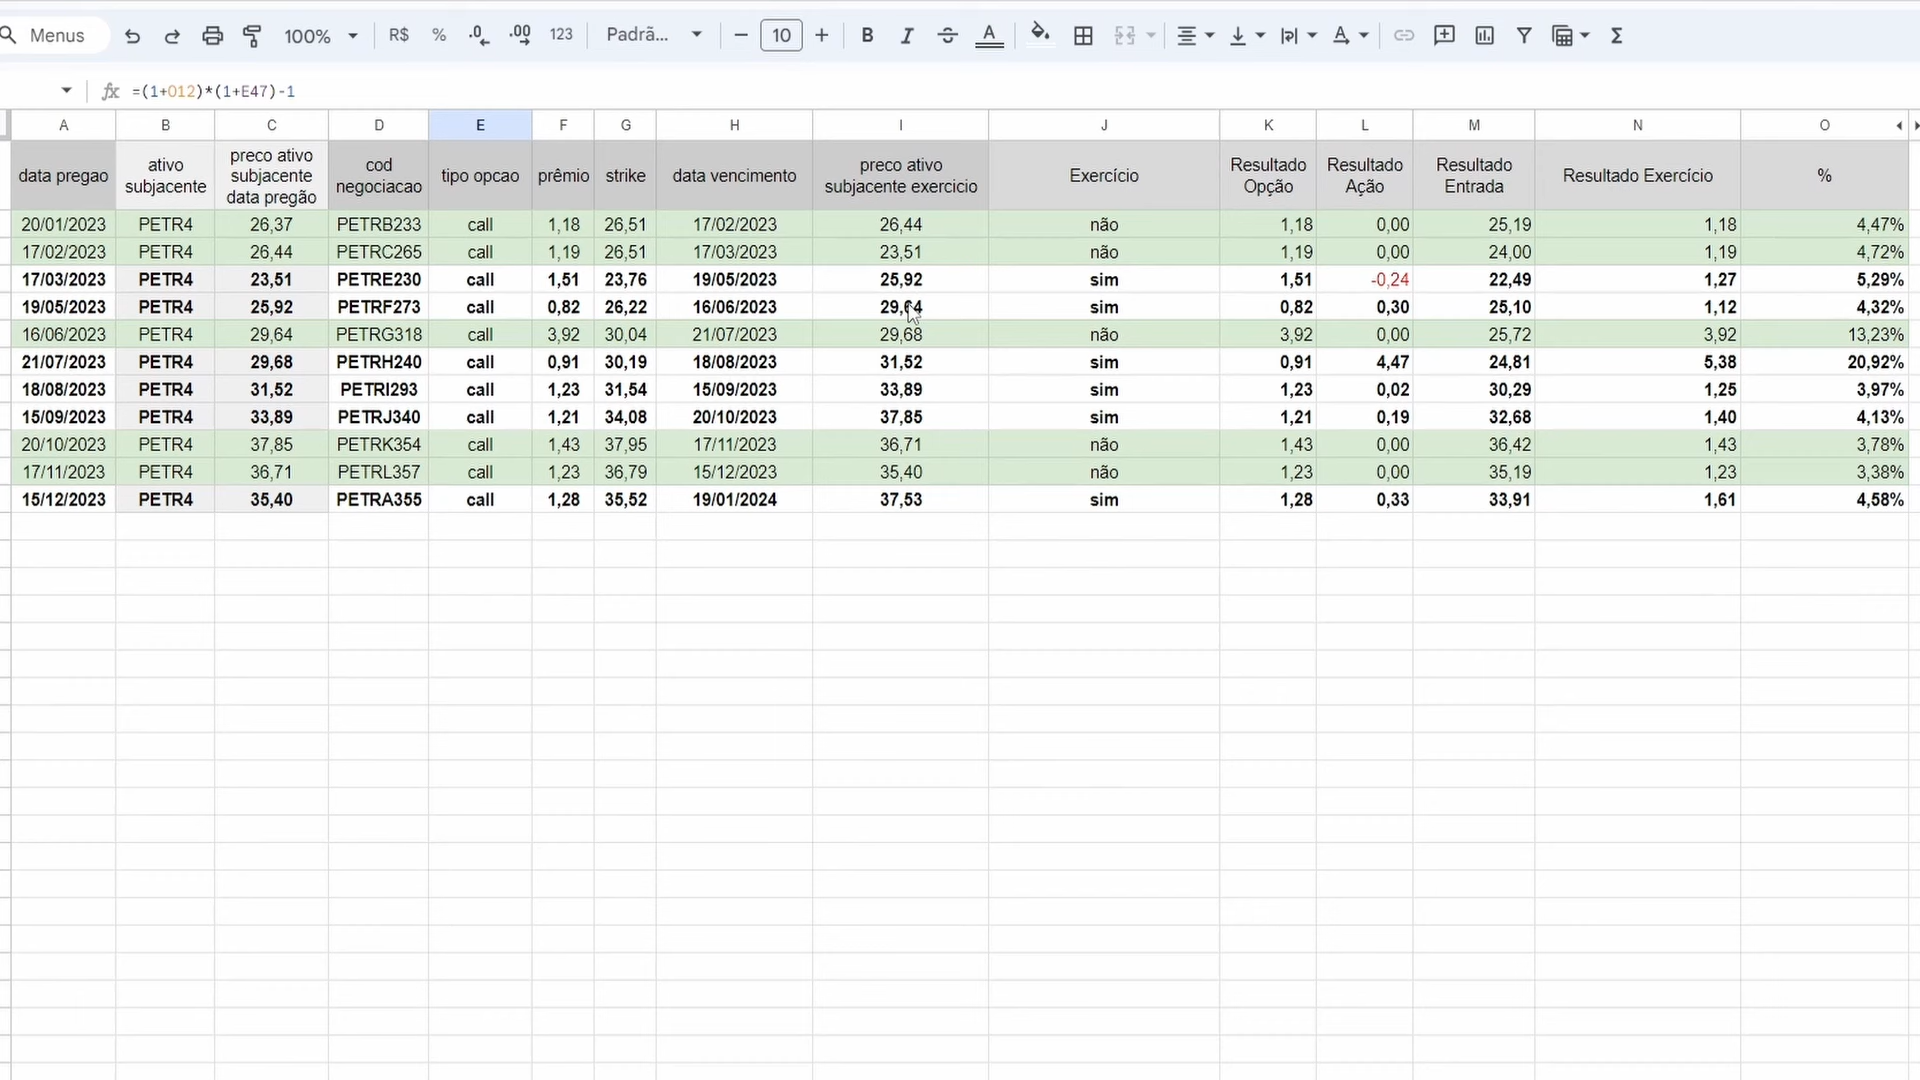 Menus 100% R$ % .0 .00 123 Padrã... 10
=(1+O12)*(1+E47)-1
A B C D E F G H I J K L M N O
data pregao ativo subjacente preco ativo subjacente data pregão cod negociacao tipo opcao prêmio strike data vencimento preco ativo subjacente exercicio Exercício Resultado Opção Resultado Ação Resultado Entrada Resultado Exercício %
20/01/2023 PETR4 26,37 PETRB233 call 1,18 26,51 17/02/2023 26,44 não 1,18 0,00 25,19 1,18 4,47%
17/02/2023 PETR4 26,44 PETRC265 call 1,19 26,51 17/03/2023 23,51 não 1,19 0,00 24,00 1,19 4,72%
17/03/2023 PETR4 23,51 PETRE230 call 1,51 23,76 19/05/2023 25,92 sim 1,51 -0,24 22,49 1,27 5,29%
19/05/2023 PETR4 25,92 PETRF273 call 0,82 26,22 16/06/2023 29,64 sim 0,82 0,30 25,10 1,12 4,32%
16/06/2023 PETR4 29,64 PETRG318 call 3,92 30,04 21/07/2023 29,68 não 3,92 0,00 25,72 3,92 13,23%
21/07/2023 PETR4 29,68 PETRH240 call 0,91 30,19 18/08/2023 31,52 sim 0,91 4,47 24,81 5,38 20,92%
18/08/2023 PETR4 31,52 PETRI293 call 1,23 31,54 15/09/2023 33,89 sim 1,23 0,02 30,29 1,25 3,97%
15/09/2023 PETR4 33,89 PETRJ340 call 1,21 34,08 20/10/2023 37,85 sim 1,21 0,19 32,68 1,40 4,13%
20/10/2023 PETR4 37,85 PETRK354 call 1,43 37,95 17/11/2023 36,71 não 1,43 0,00 36,42 1,43 3,78%
17/11/2023 PETR4 36,71 PETRL357 call 1,23 36,79 15/12/2023 35,40 não 1,23 0,00 35,19 1,23 3,38%
15/12/2023 PETR4 35,40 PETRA355 call 1,28 35,52 19/01/2024 37,53 sim 1,28 0,33 33,91 1,61 4,58%